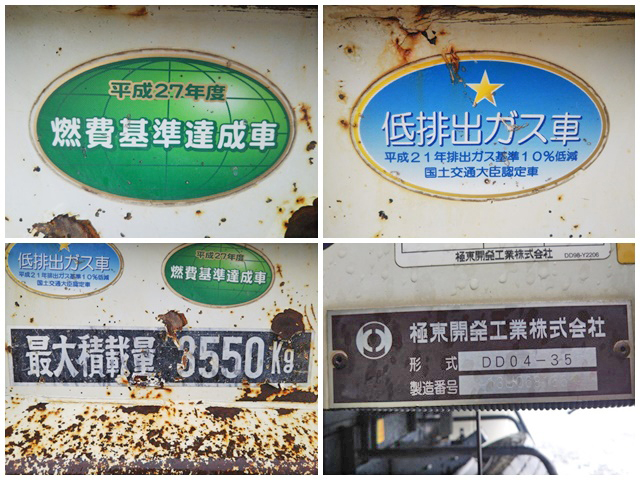 平成27年度
燃費基準達成車
低排出ガス車
平成21年排出ガス基準10%低減
国土交通大臣認定車
低排出ガス車
平成21年排出ガス基準10%低減
国土交通大臣認定車
平成27年度
燃費基準達成車
最大積載量 3550Kg
極東開発工業株式会社 DD98-Y2206
極東開発工業株式会社
形式 DD04-35
製造番号